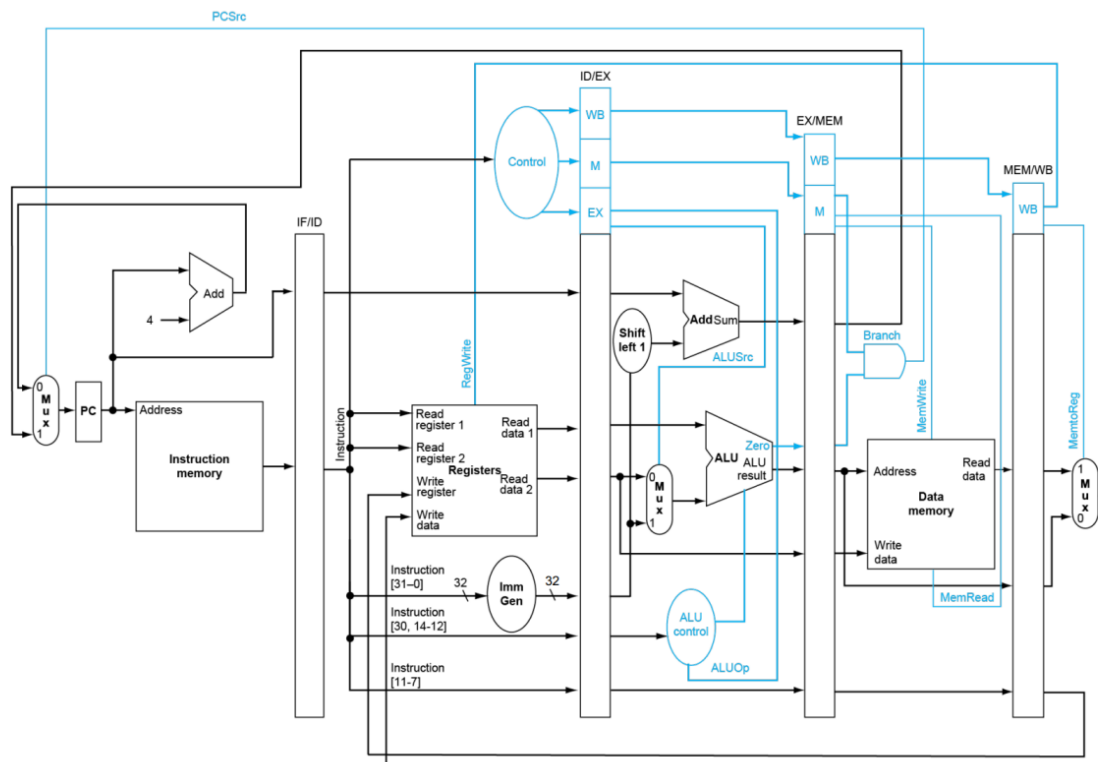 PCSrc
ID/EX
WB
EX/MEM
Control
M
WB
MEM/WB
EX
M
WB
IF/ID
Add
4
Add Sum
Shift
left 1
Branch
ALUSrc
RegWrite
MemWrite
MemtoReg
0
Mux
1
PC
Address
Instruction
memory
Instruction
Read
register 1
Read
register 2
Registers
Write
register
Write
data
Read
data 1
Read
data 2
0
Mux
1
Zero
ALU
ALU
result
Address
Read
data
Data
memory
Write
data
1
Mux
0
MemRead
Instruction
[31–0]
32
Imm
Gen
32
Instruction
[30, 14-12]
ALU
control
ALUOp
Instruction
[11-7]